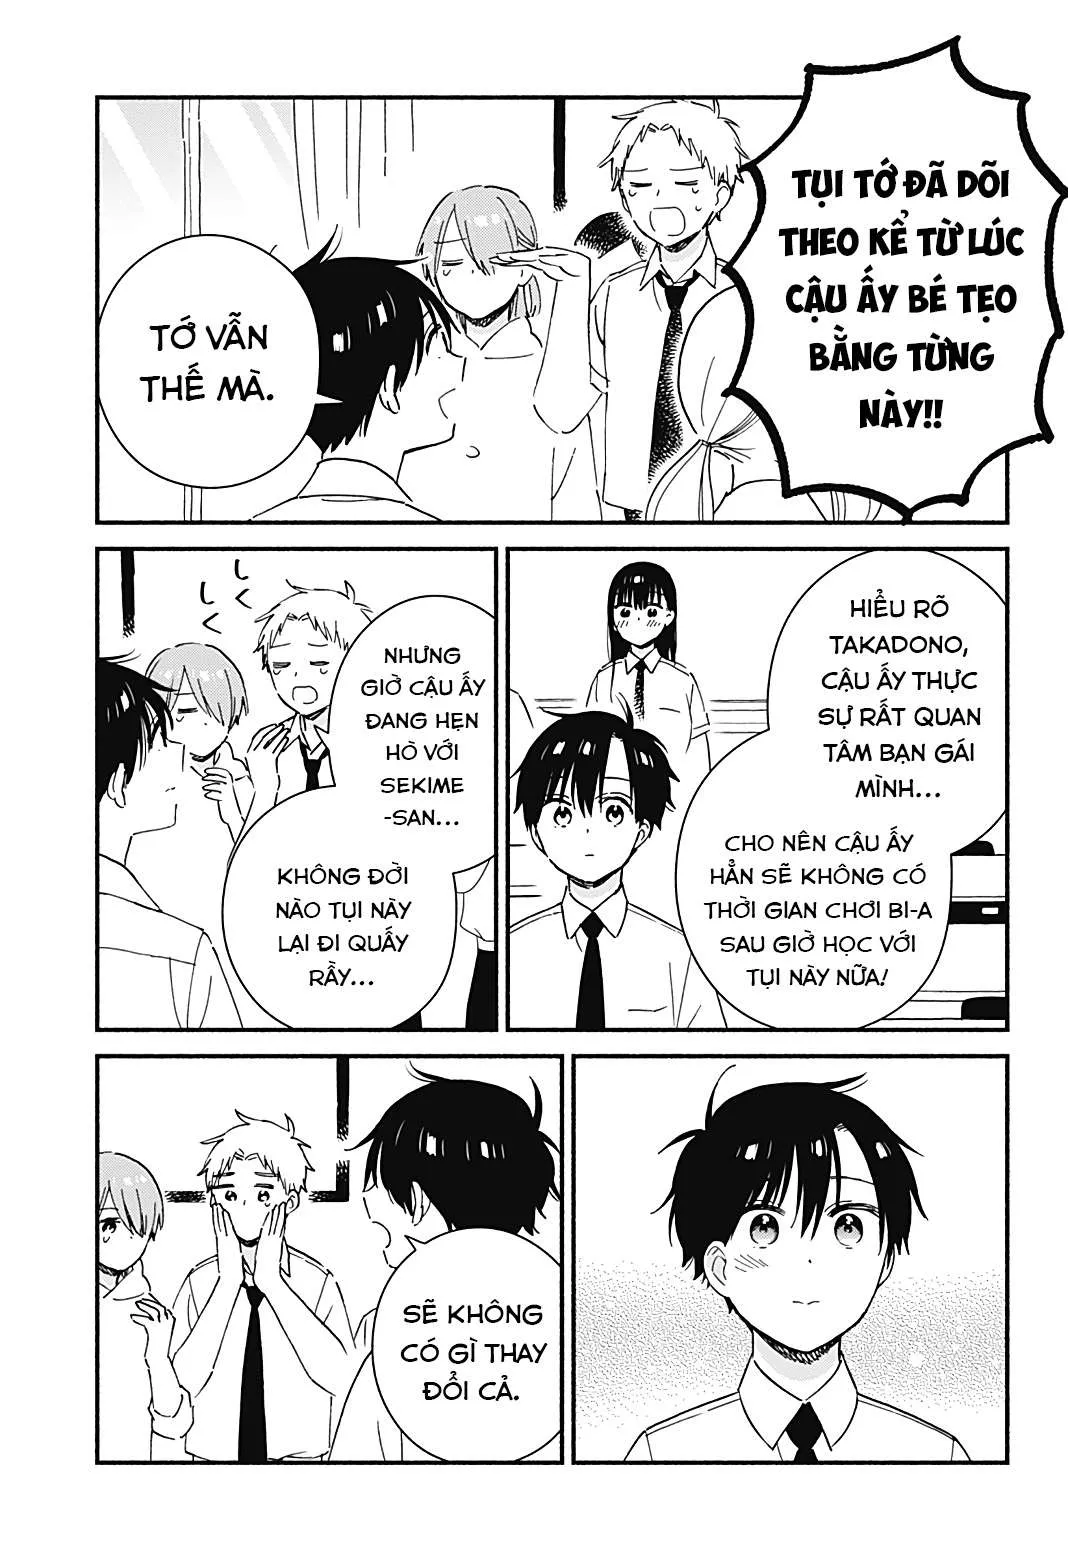 TỤI TỚ ĐÃ DÕI
THEO KỂ TỪ LÚC
CẬU ẤY BÉ TẸO
BẰNG TỪNG
NÀY!!
TỚ VẪN
THẾ MÀ.
HIỂU RÕ
TAKADONO,
CẬU ẤY THỰC
SỰ RẤT QUAN
TÂM BẠN GÁI
MÌNH...
CHO NÊN CẬU ẤY
HẲN SẼ KHÔNG CÓ
THỜI GIAN CHƠI BI-A
SAU GIỜ HỌC VỚI
TỤI NÀY NỮA!
NHƯNG
GIỜ CẬU ẤY
ĐANG HẸN
HÒ VỚI
SEKIME
-SAN...
KHÔNG ĐỜI
NÀO TỤI NÀY
LẠI ĐI QUẤY
RẦY...
SẼ KHÔNG
CÓ GÌ THAY
ĐỔI CẢ.